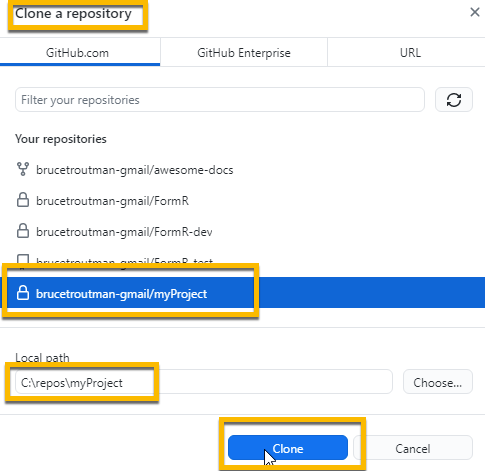 Clone a repository
GitHub.com GitHub Enterprise URL
Filter your repositories
Your repositories
brucetroutman-gmail/awesome-docs
brucetroutman-gmail/FormR
brucetroutman-gmail/FormR-dev
brucetroutman-gmail/FormR-test
brucetroutman-gmail/myProject
Local path
C:\repos\myProject Choose...
Clone Cancel